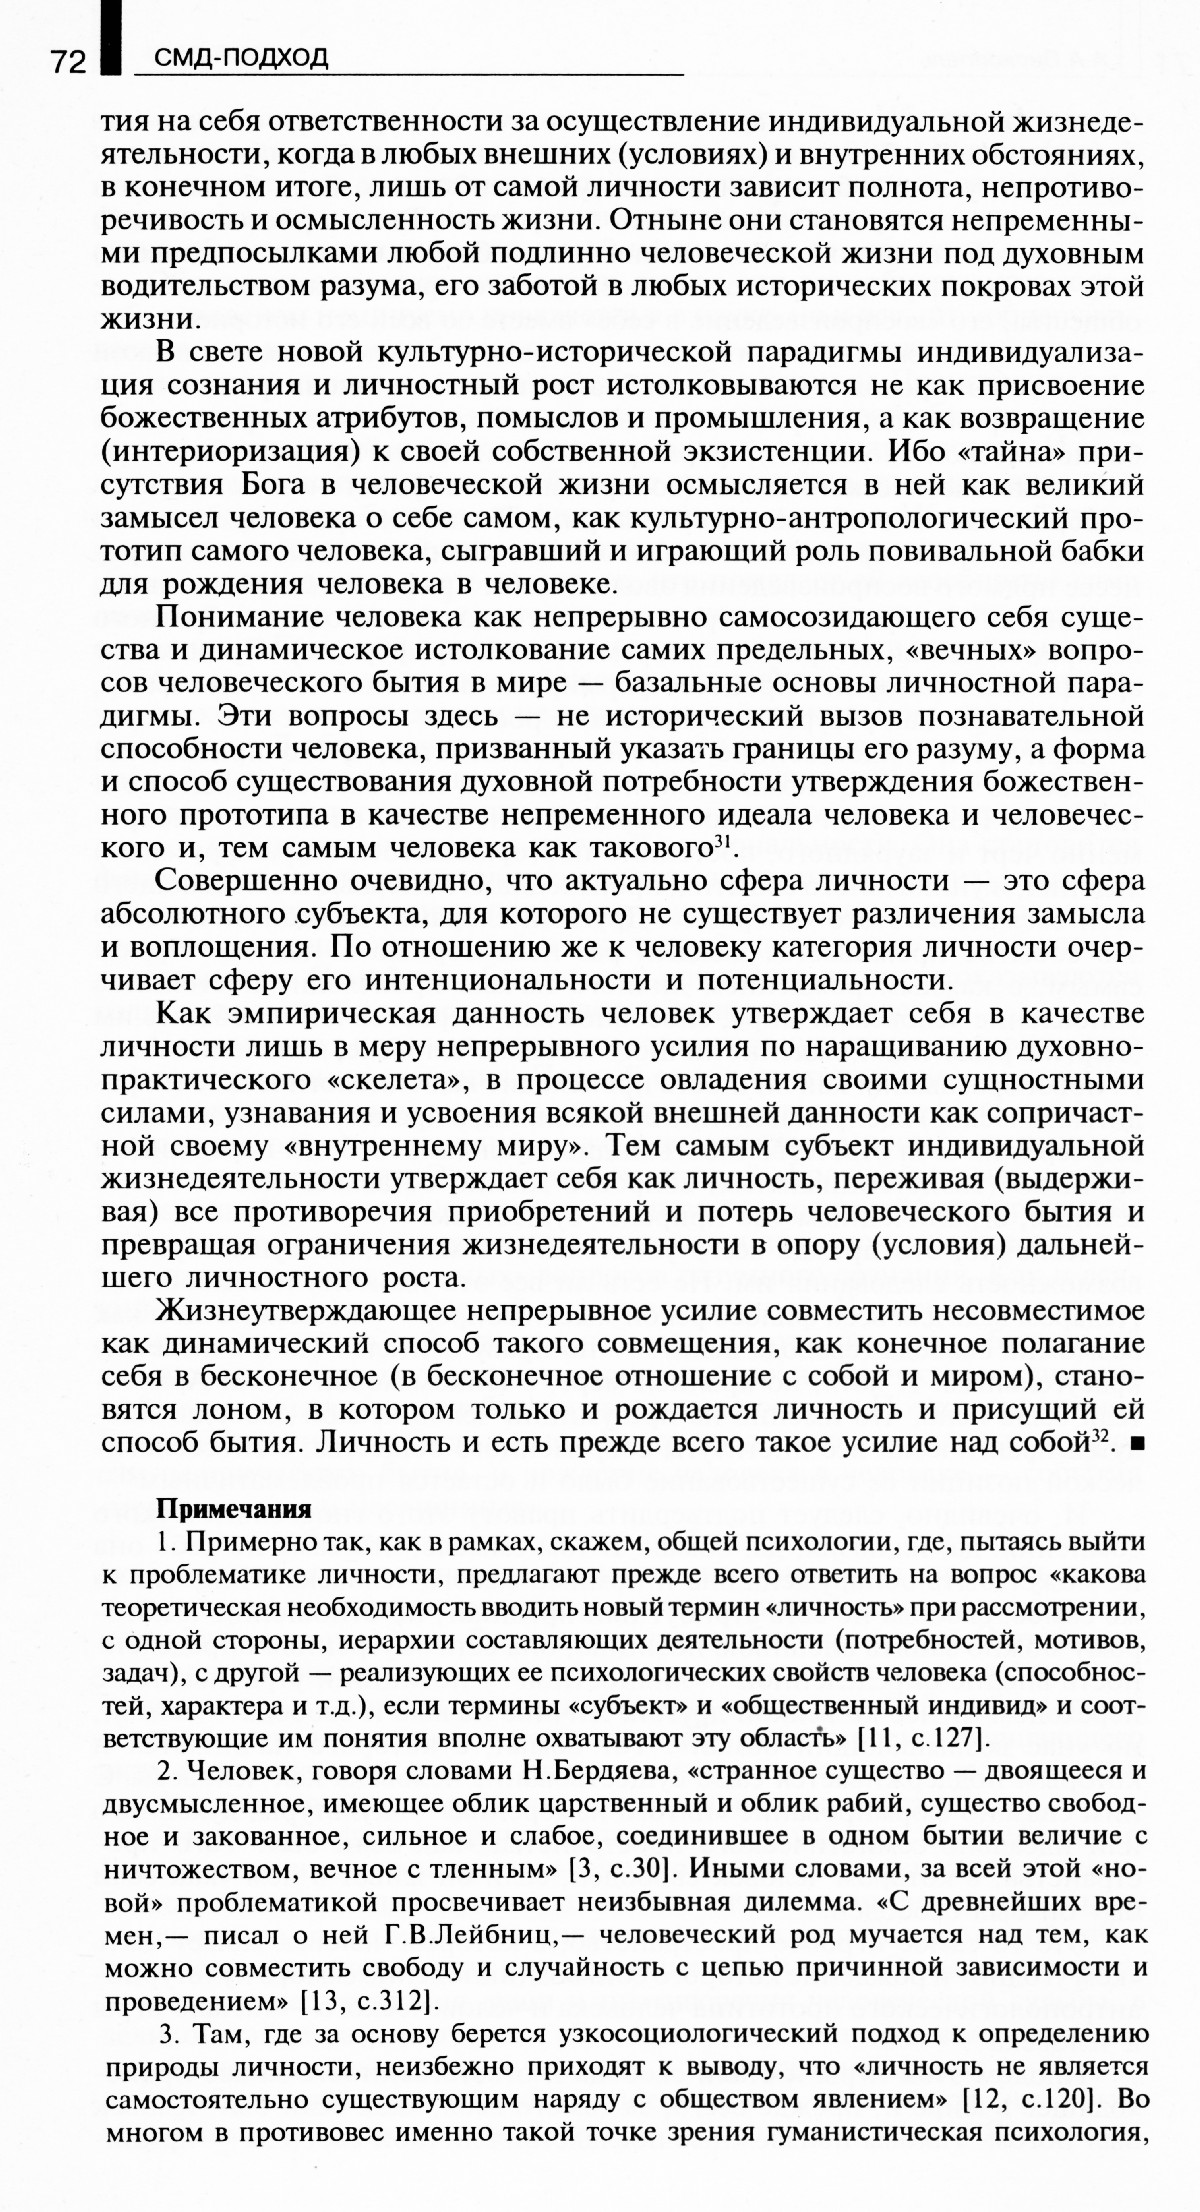 72 СМД-ПОДХОД
тия на себя ответственности за осуществление индивидуальной жизнеде-
ятельности, когда в любых внешних (условиях) и внутренних обстояниях,
в конечном итоге, лишь от самой личности зависит полнота, непротиво-
речивость и осмысленность жизни. Отныне они становятся непременны-
ми предпосылками любой подлинно человеческой жизни под духовным
водительством разума, его заботой в любых исторических покровах этой
жизни.
В свете новой культурно-исторической парадигмы индивидуализа-
ция сознания и личностный рост истолковываются не как присвоение
божественных атрибутов, помыслов и промышления, а как возвращение
(интериоризация) к своей собственной экзистенции. Ибо «тайна» при-
сутствия Бога в человеческой жизни осмысляется в ней как великий
замысел человека о себе самом, как культурно-антропологический про-
тотип самого человека, сыгравший и играющий роль повивальной бабки
для рождения человека в человеке.
Понимание человека как непрерывно самосозидающего себя суще-
ства и динамическое истолкование самих предельных, «вечных» вопро-
сов человеческого бытия в мире — базальные основы личностной пара-
дигмы. Эти вопросы здесь — не исторический вызов познавательной
способности человека, призванный указать границы его разуму, а форма
и способ существования духовной потребности утверждения божествен-
ного прототипа в качестве непременного идеала человека и человечес-
кого и, тем самым человека как такового³¹.
Совершенно очевидно, что актуально сфера личности — это сфера
абсолютного субъекта, для которого не существует различения замысла
и воплощения. По отношению же к человеку категория личности очер-
чивает сферу его интенциональности и потенциальности.
Как эмпирическая данность человек утверждает себя в качестве
личности лишь в меру непрерывного усилия по наращиванию духовно-
практического «скелета», в процессе овладения своими сущностными
силами, узнавания и усвоения всякой внешней данности как сопричаст-
ной своему «внутреннему миру». Тем самым субъект индивидуальной
жизнедеятельности утверждает себя как личность, переживая (выдержи-
вая) все противоречия приобретений и потерь человеческого бытия и
превращая ограничения жизнедеятельности в опору (условия) дальней-
шего личностного роста.
Жизнеутверждающее непрерывное усилие совместить несовместимое
как динамический способ такого совмещения, как конечное полагание
себя в бесконечное (в бесконечное отношение с собой и миром), стано-
вятся лоном, в котором только и рождается личность и присущий ей
способ бытия. Личность и есть прежде всего такое усилие над собой³². ■
Примечания
1. Примерно так, как в рамках, скажем, общей психологии, где, пытаясь выйти
к проблематике личности, предлагают прежде всего ответить на вопрос «какова
теоретическая необходимость вводить новый термин «личность» при рассмотрении,
с одной стороны, иерархии составляющих деятельности (потребностей, мотивов,
задач), с другой — реализующих ее психологических свойств человека (способнос-
тей, характера и т.д.), если термины «субъект» и «общественный индивид» и соот-
ветствующие им понятия вполне охватывают эту область» [11, с.127].
2. Человек, говоря словами Н.Бердяева, «странное существо — двоящееся и
двусмысленное, имеющее облик царственный и облик рабий, существо свобод-
ное и закованное, сильное и слабое, соединившее в одном бытии величие с
ничтожеством, вечное с тленным» [3, с.30]. Иными словами, за всей этой «но-
вой» проблематикой просвечивает неизбывная дилемма. «С древнейших вре-
мен,— писал о ней Г.В.Лейбниц,— человеческий род мучается над тем, как
можно совместить свободу и случайность с цепью причинной зависимости и
проведением» [13, с.312].
3. Там, где за основу берется узкосоциологический подход к определению
природы личности, неизбежно приходят к выводу, что «личность не является
самостоятельно существующим наряду с обществом явлением» [12, с.120]. Во
многом в противовес именно такой точке зрения гуманистическая психология,